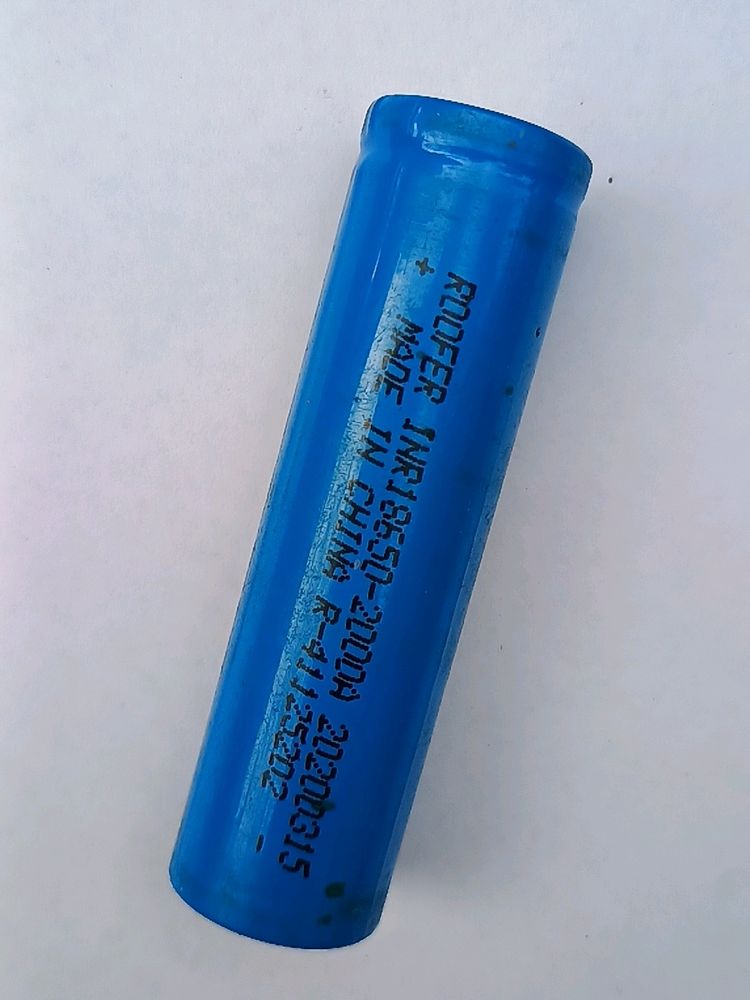 ROOFER INR18650-2000A 20200315
+ MADE IN CHINA R-41125202 -